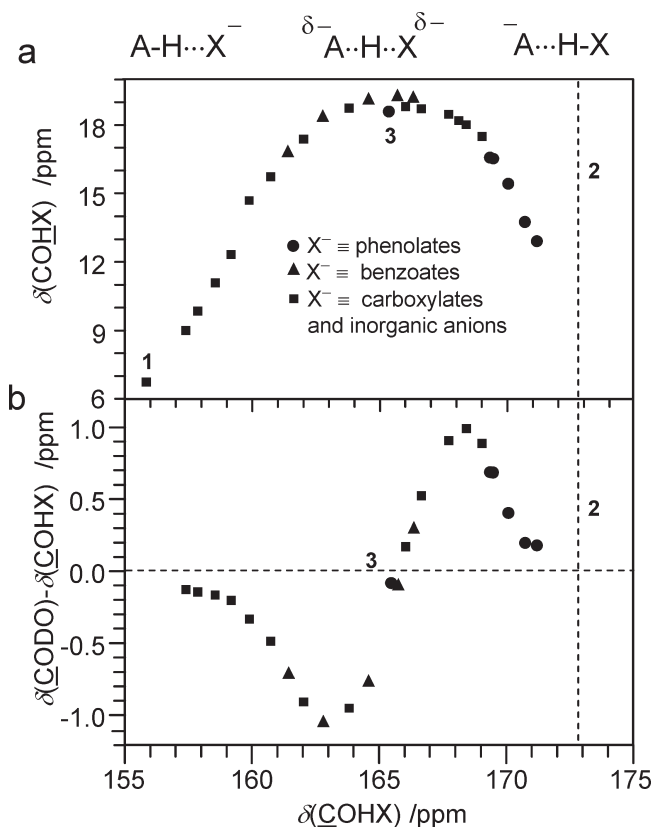 A-H···X⁻ δ⁻A··H··Xδ⁻ ⁻A···H-X
a
δ(COHX) /ppm
18
15
12
9
6
3
2
1
● X⁻ ≡ phenolates
▲ X⁻ ≡ benzoates
■ X⁻ ≡ carboxylates
and inorganic anions
b
δ(CODO)-δ(COHX) /ppm
1.0
0.5
0.0
-0.5
-1.0
3
2
155 160 165 170 175
δ(COHX) /ppm